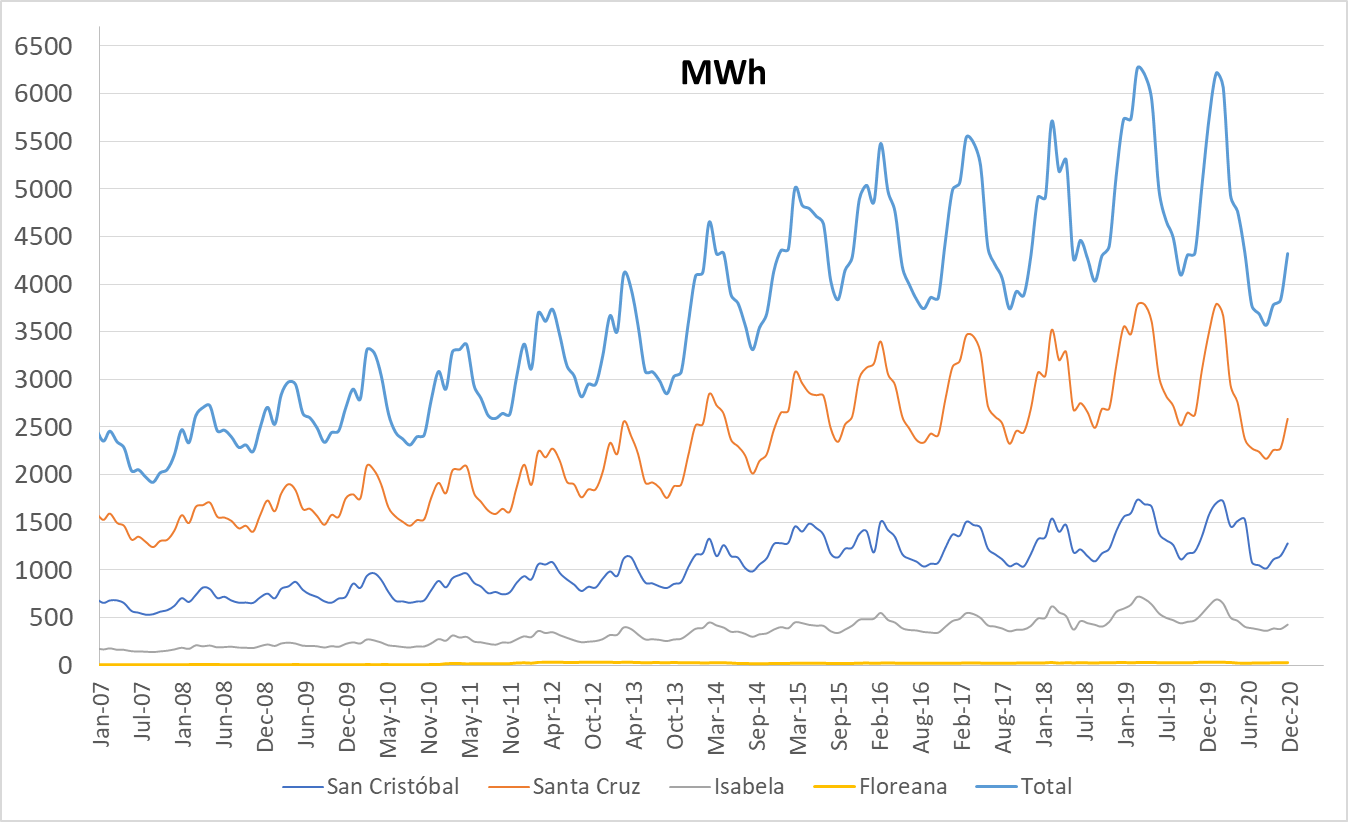 MWh
6500
6000
5500
5000
4500
4000
3500
3000
2500
2000
1500
1000
500
0
Jan-07
Jul-07
Jan-08
Jun-08
Dec-08
Jun-09
Dec-09
May-10
Nov-10
May-11
Nov-11
Apr-12
Oct-12
Apr-13
Oct-13
Mar-14
Sep-14
Mar-15
Sep-15
Feb-16
Aug-16
Feb-17
Aug-17
Jan-18
Jul-18
Jan-19
Jul-19
Dec-19
Jun-20
Dec-20
San Cristóbal Santa Cruz Isabela Floreana Total